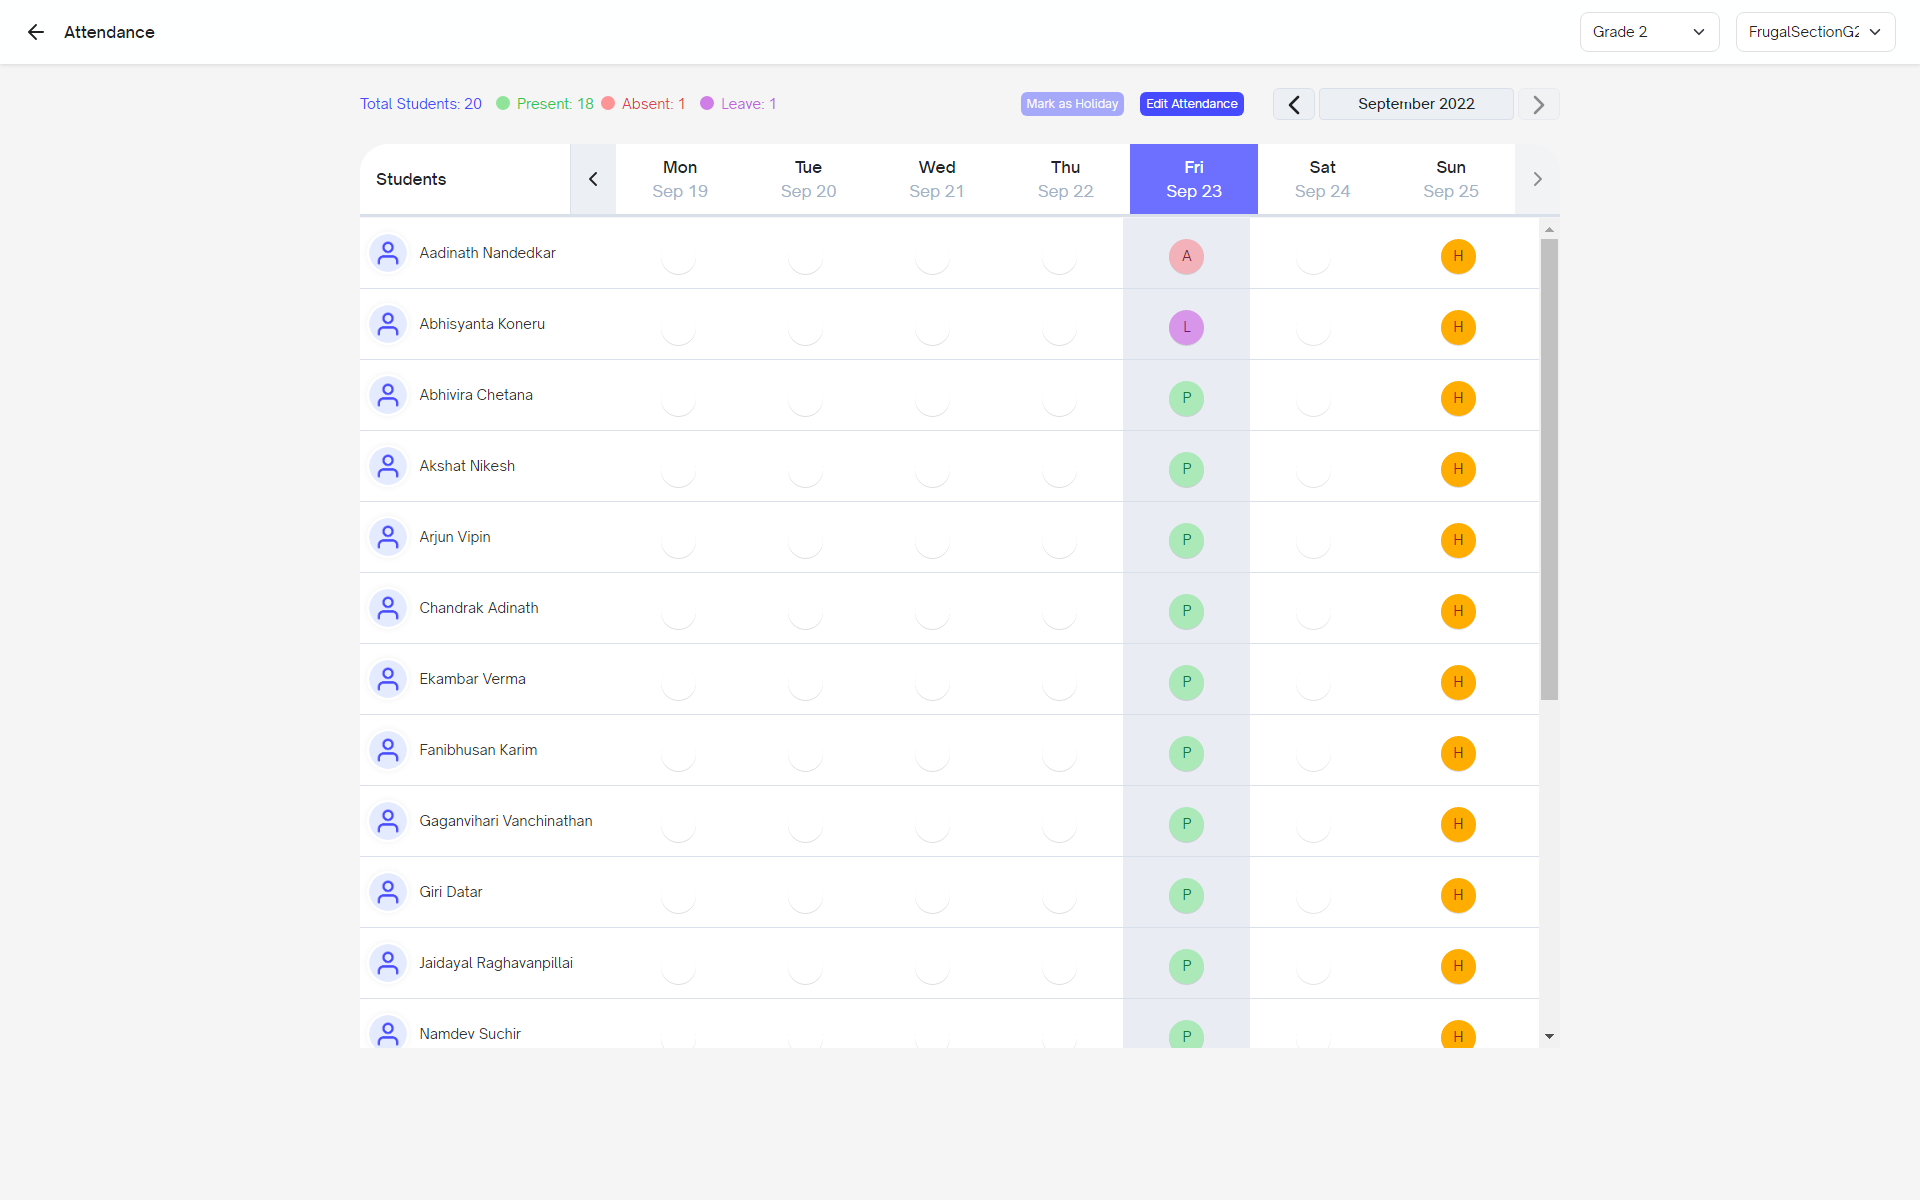 Attendance
Grade 2
FrugalSectionG2
Total Students: 20 Present: 18 Absent: 1 Leave: 1
Mark as Holiday
Edit Attendance
September 2022
Students
Mon Tue Wed Thu Fri Sat Sun
Sep 19 Sep 20 Sep 21 Sep 22 Sep 23 Sep 24 Sep 25
Aadinath Nandedkar A H
Abhisyanta Koneru L H
Abhivira Chetana P H
Akshat Nikesh P H
Arjun Vipin P H
Chandrak Adinath P H
Ekambar Verma P H
Fanibhusan Karim P H
Gaganvihari Vanchinathan P H
Giri Datar P H
Jaidayal Raghavanpillai P H
Namdev Suchir P H